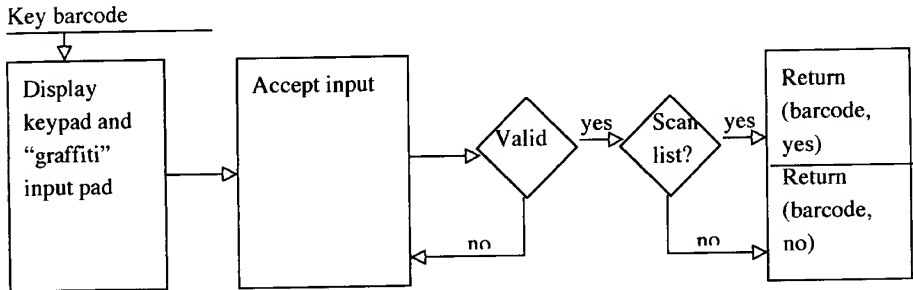 Key barcode
Display
keypad and
“graffiti”
input pad
Accept input
Valid
yes
no
Scan
list?
yes
no
Return
(barcode,
yes)
Return
(barcode,
no)